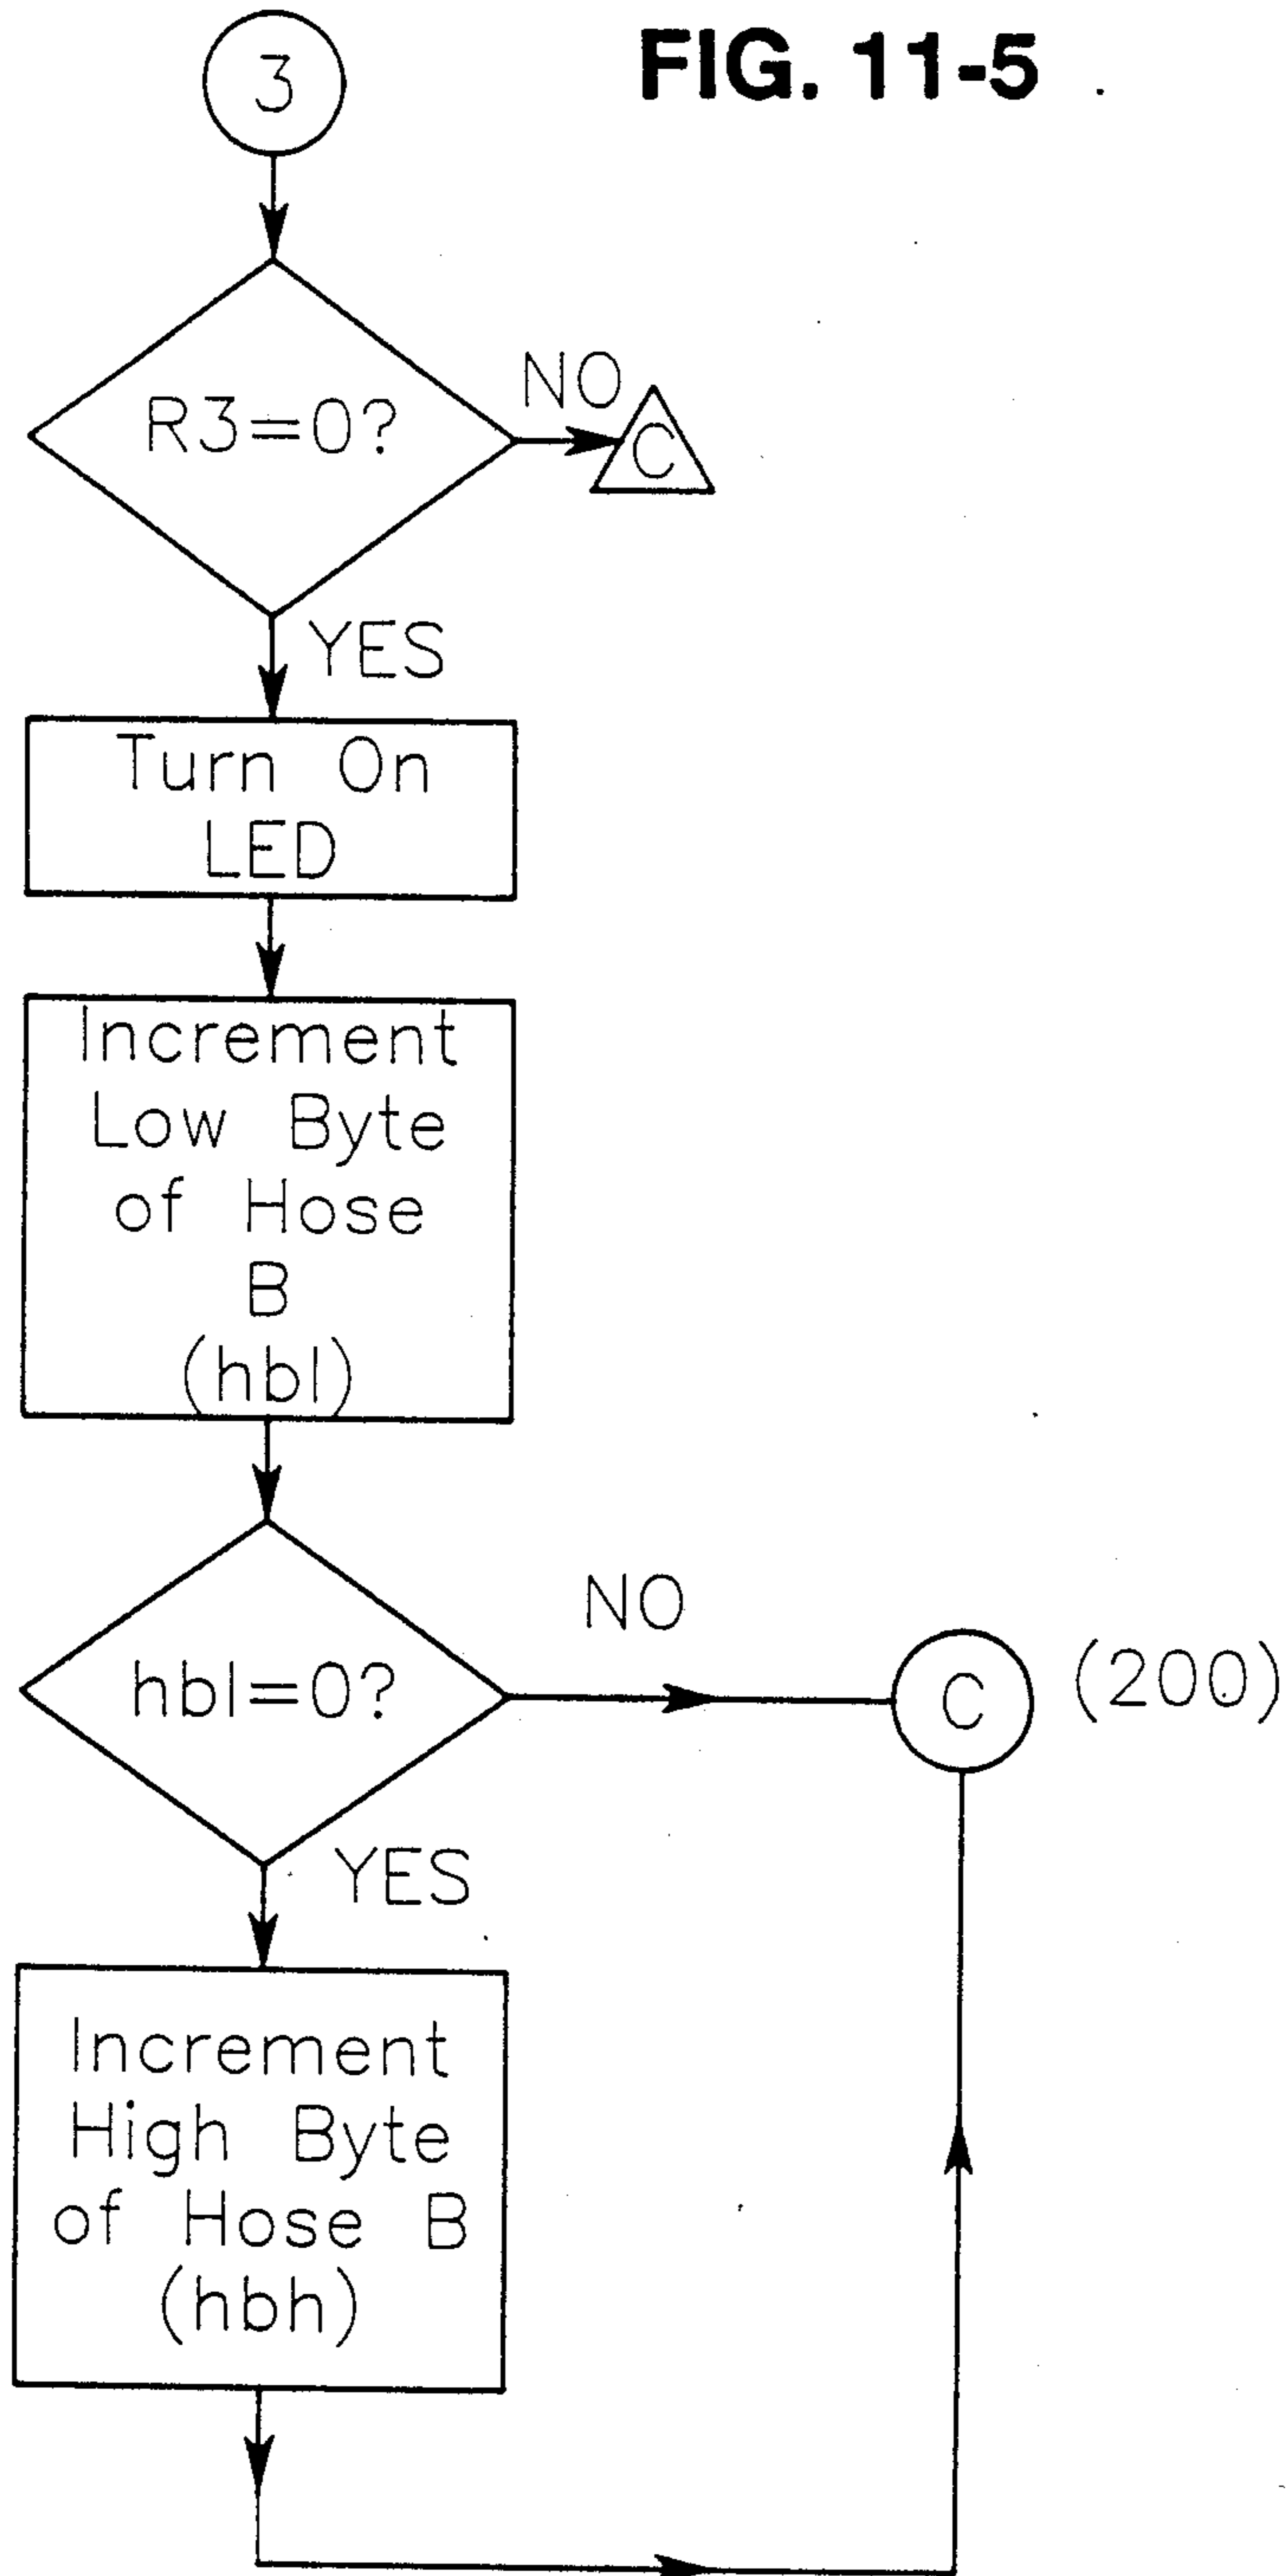 FIG. 11-5
3
R3=0?
NO
C
YES
Turn On
LED
Increment
Low Byte
of Hose
B
(hbl)
hbl=0?
NO
C
(200)
YES
Increment
High Byte
of Hose B
(hbh)